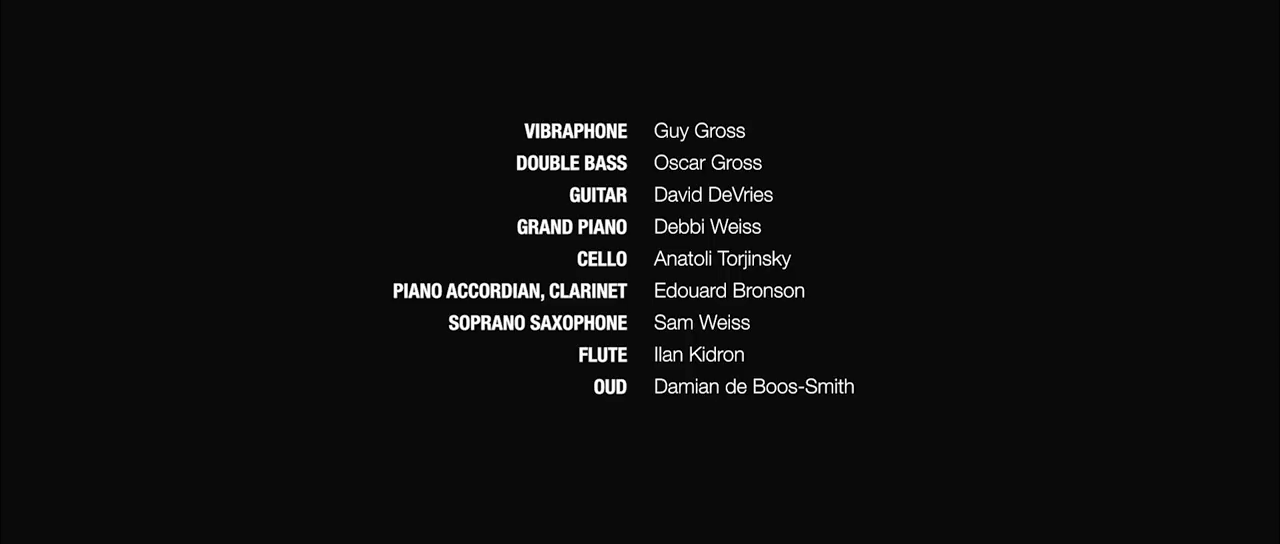 VIBRAPHONE Guy Gross
DOUBLE BASS Oscar Gross
GUITAR David DeVries
GRAND PIANO Debbi Weiss
CELLO Anatoli Torjinsky
PIANO ACCORDIAN, CLARINET Edouard Bronson
SOPRANO SAXOPHONE Sam Weiss
FLUTE Ilan Kidron
OUD Damian de Boos-Smith